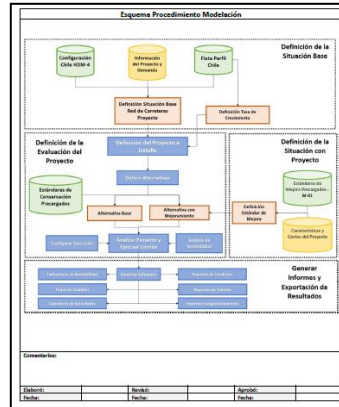 Esquema Procedimiento Modelación
Definición de la
Situación Base
Configuración
Chile HDM-4
Información
del Proyecto y
Demanda
Flota Perfil
Chile
Definición Situación Base
Red de Carreteras
Proyecto
Definición Tasa de
Crecimiento
Definición de la
Evaluación del
Proyecto
Definición del Proyecto a
Detalle
Definir Alternativas
Definición de la
Situación con
Proyecto
Estándares de
Conservación
Precargados
Estándares de
Mejora Precargados -
Alternativa Base
Alternativa con
Mejoramiento
Definición
Estándar de
Mejora
Características y
Costos del Proyecto
Configurar Ejecución
Analizar Proyecto y
Ejecutar Corrida
Análisis de
Sensibilidad
Generar
Informes y
Exportación de
Resultados
Comentarios:
Elaboró:
Revisó:
Aprobó:
Fecha:
Fecha:
Fecha: